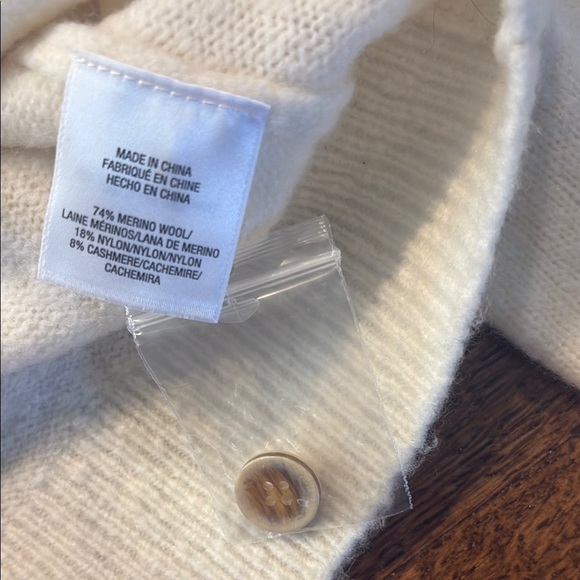 MADE IN CHINA
FABRIQUÉ EN CHINE
HECHO EN CHINA
74% MERINO WOOL/
LAINE MÉRINOS/LANA DE MERINO
18% NYLON/NYLON/NYLON
8% CASHMERE/CACHEMIRE/
CACHEMIRA